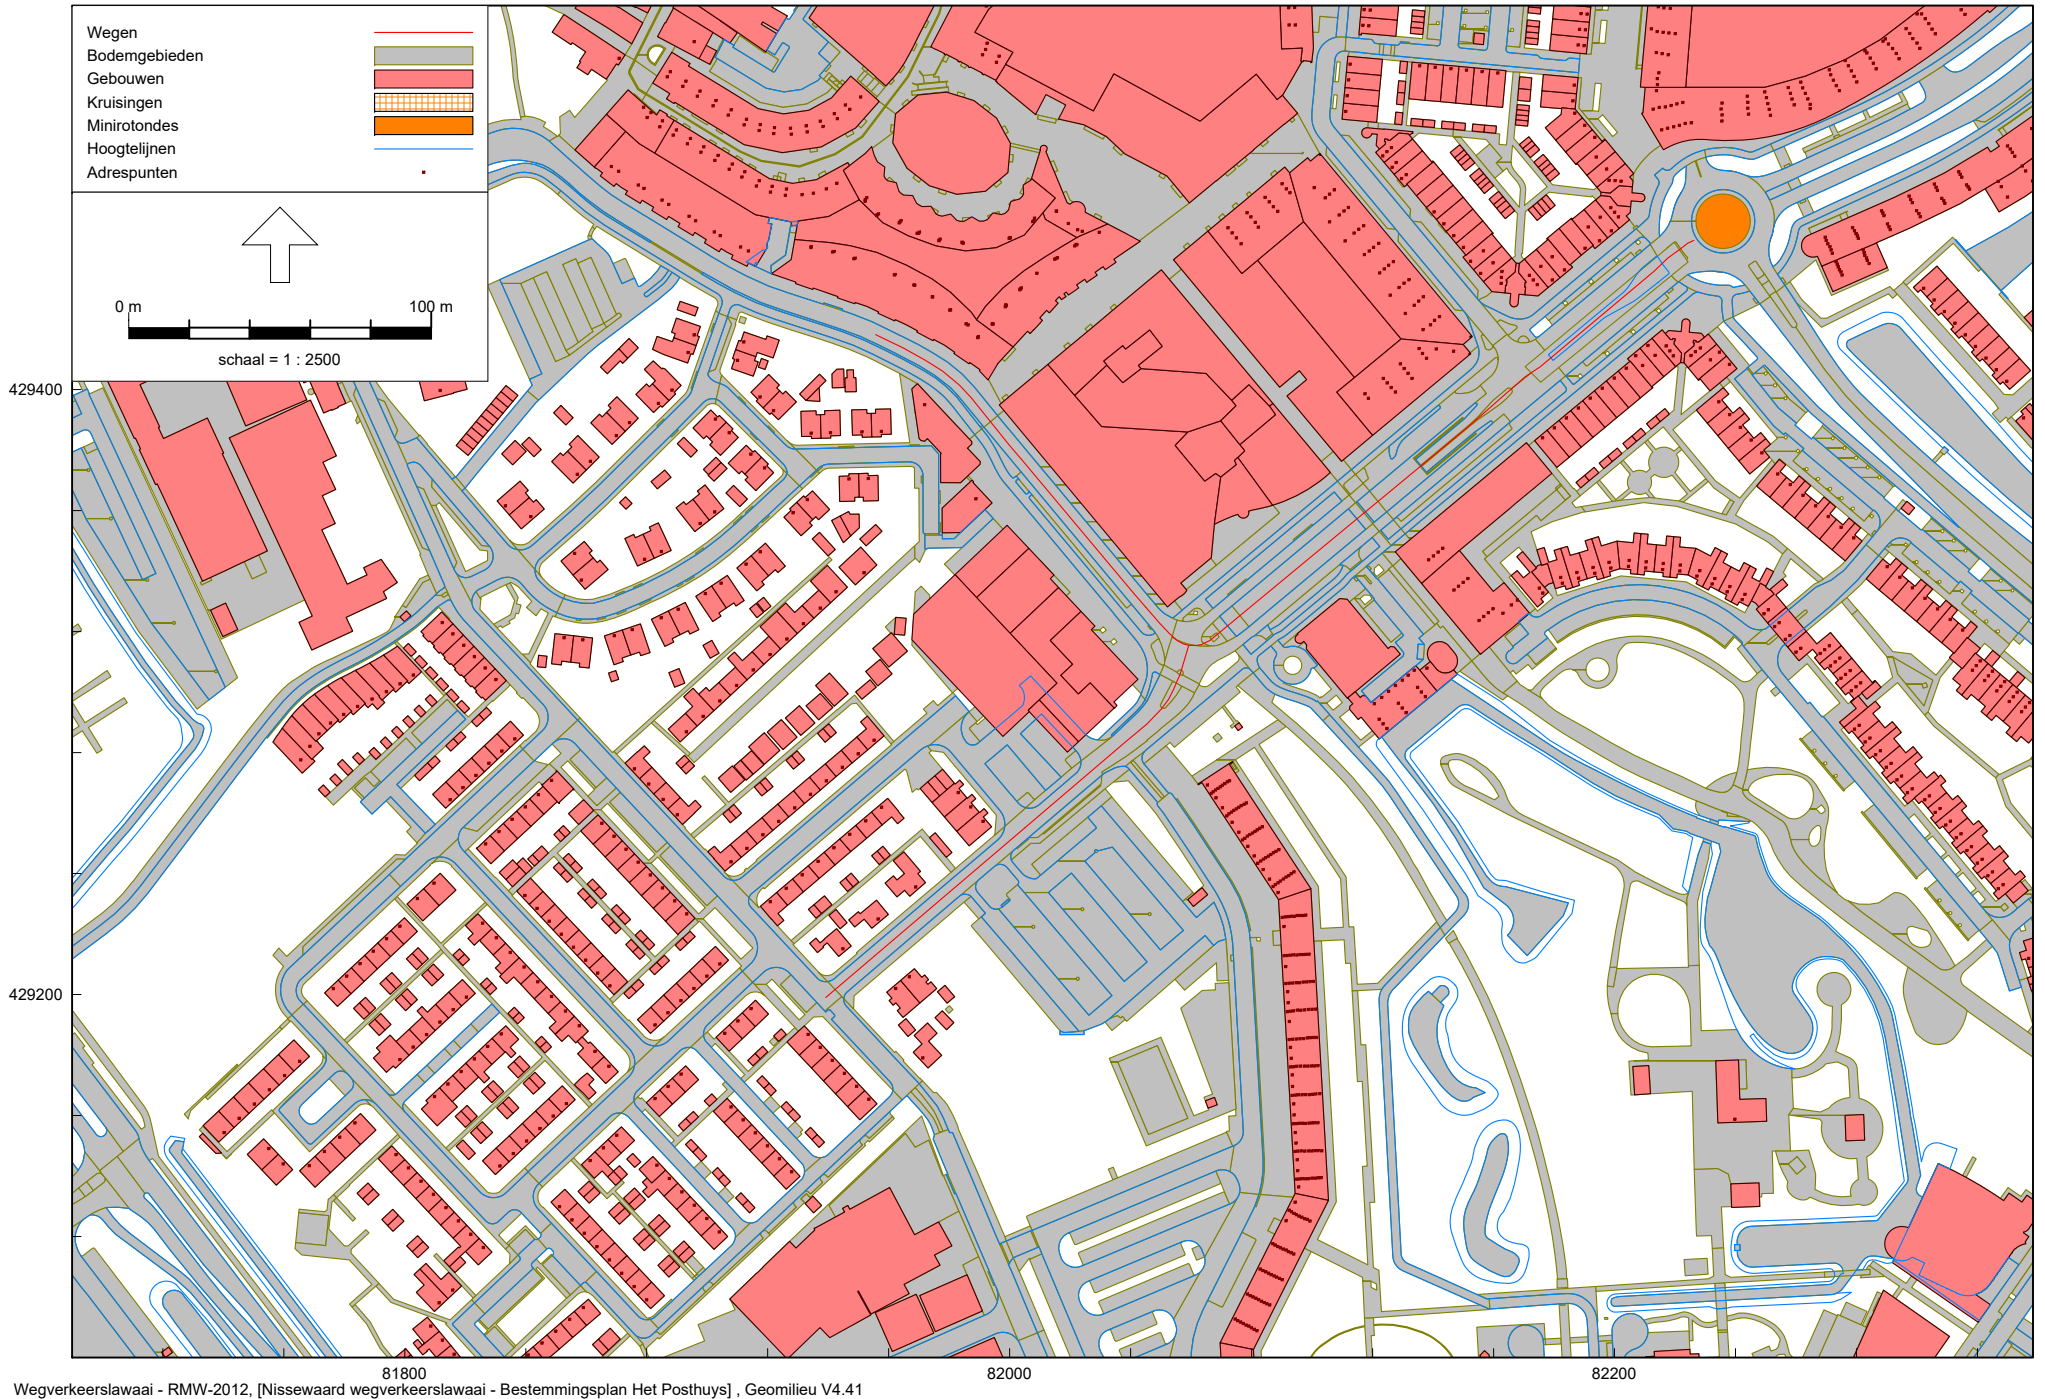 Wegen
Bodemgebieden
Gebouwen
Kruisingen
Minirotondes
Hoogtelijnen
Adrespunten
0 m 100 m
schaal = 1 : 2500
429400
429200
81800 82000 82200
Wegverkeerslawaai - RMW-2012, [Nissewaard wegverkeerslawaai - Bestemmingsplan Het Posthuys] , Geomilieu V4.41